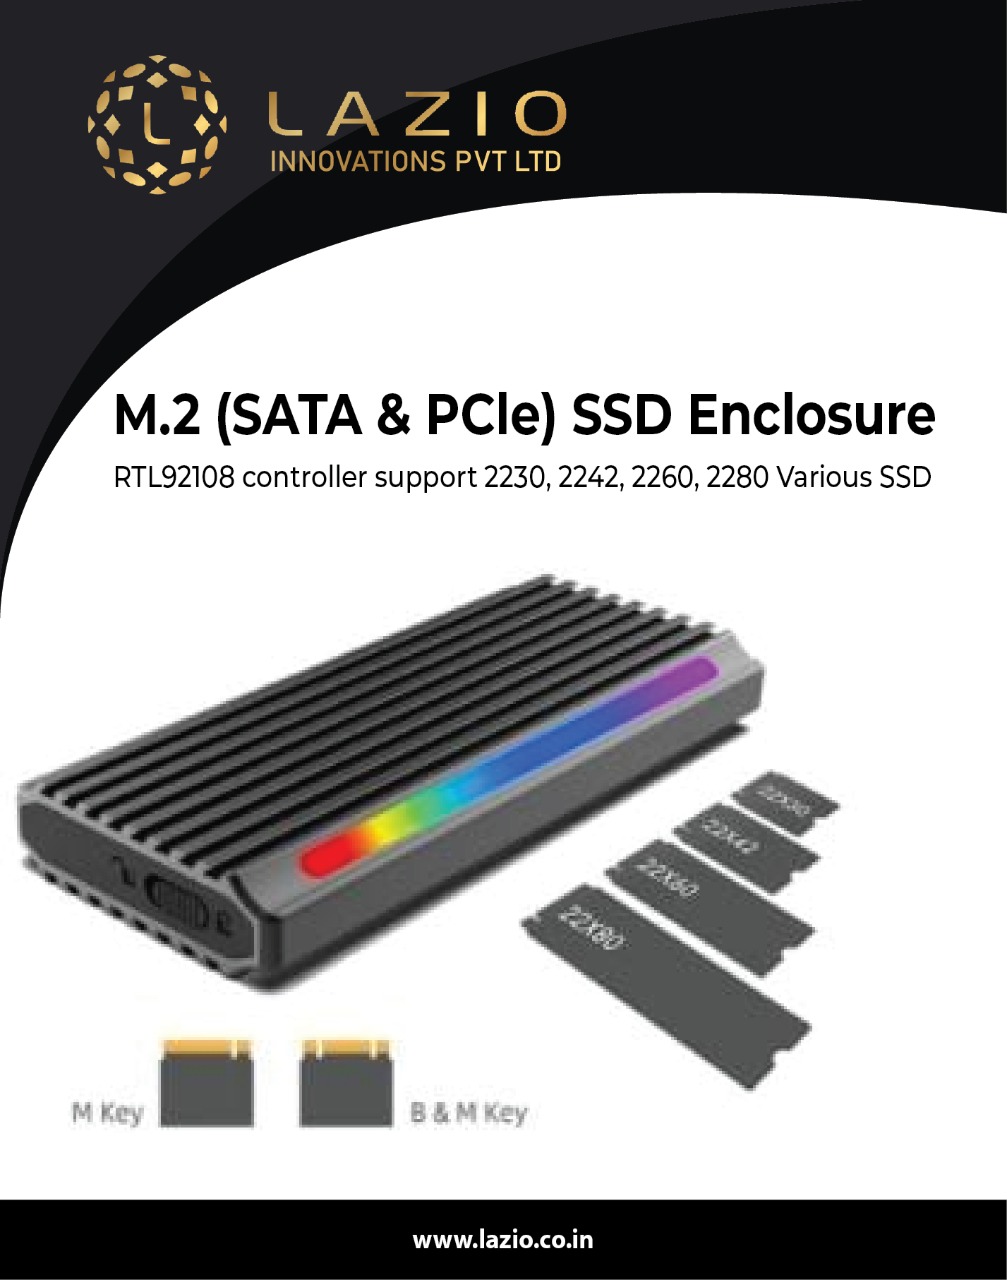 L
LAZIO
INNOVATIONS PVT LTD
M.2 (SATA & PCle) SSD Enclosure
RTL92108 controller support 2230, 2242, 2260, 2280 Various SSD
22X30
22X42
22X60
22X80
M Key
B & M Key
www.lazio.co.in